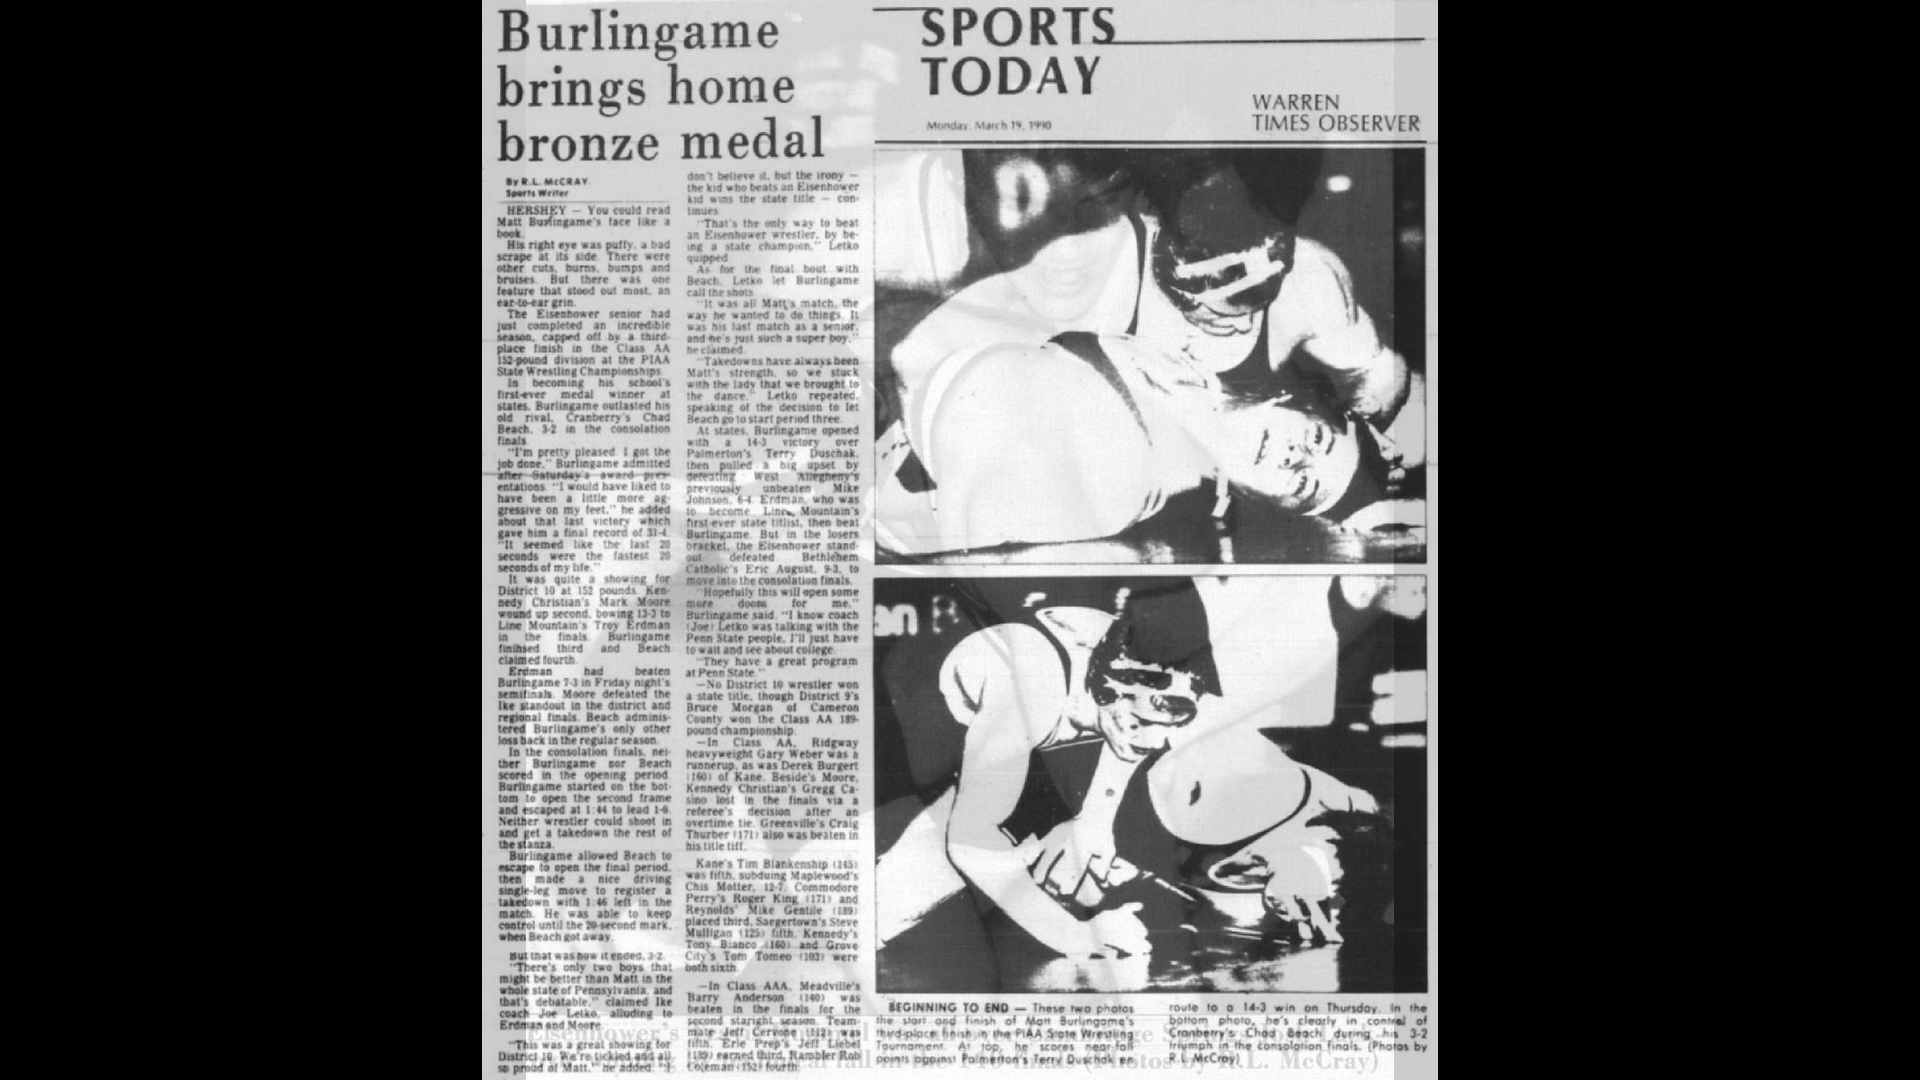 Burlingame
brings home
bronze medal
SPORTS
TODAY
Monday, March 19, 1990
WARREN
TIMES OBSERVER
By R.L. McCRAY
Sports Writer
HERSHEY — You could read
Matt Burlingame's face like a
book.
His right eye was puffy, a bad
scrape at its side. There were
other cuts, burns, bumps and
bruises. But there was one
feature that stood out most, an
ear-to-ear grin.
The Eisenhower senior had
just completed an incredible
season, capped off by a third-
place finish in the Class AA
152-pound division at the PIAA
State Wrestling Championships.
In becoming his school's
first-ever medal winner at
states, Burlingame outlasted his
old rival, Cranberry's Chad
Beach, 3-2 in the consolation
finals.
"I'm pretty pleased. I got the
job done," Burlingame admitted
after Saturday's award pres-
entations. "I would have liked to
have been a little more ag-
gressive on my feet," he added
about that last victory which
gave him a final record of 31-4.
"It seemed like the last 20
seconds were the fastest 20
seconds of my life."
It was quite a showing for
District 10 at 152 pounds. Ken-
nedy Christian's Mark Moore
wound up second, bowing 13-3 to
Line Mountain's Troy Erdman
in the finals. Burlingame
finihsed third and Beach
claimed fourth.
Erdman had beaten
Burlingame 7-3 in Friday night's
semifinals. Moore defeated the
Ike standout in the district and
regional finals. Beach adminis-
tered Burlingame's only other
loss back in the regular season.
In the consolation finals, nei-
ther Burlingame nor Beach
scored in the opening period.
Burlingame started on the bot-
tom to open the second frame
and escaped at 1:44 to lead 1-0.
Neither wrestler could shoot in
and get a takedown the rest of
the stanza.
Burlingame allowed Beach to
escape to open the final period,
then made a nice driving
single-leg move to register a
takedown with 1:46 left in the
match. He was able to keep
control until the 20-second mark,
when Beach got away.
But that was how it ended, 3-2.
"There's only two boys that
might be better than Matt in the
whole state of Pennsylvania, and
that's debatable," claimed Ike
coach Joe Letko, alluding to
Erdman and Moore.
"This was a great showing for
District 10. We're tickled and all
so proud of Matt," he added. "I
don't believe it, but the irony —
the kid who beats an Eisenhower
kid wins the state title — con-
tinues.
"That's the only way to beat
an Eisenhower wrestler, by be-
ing a state champion," Letko
quipped.
As for the final bout with
Beach, Letko let Burlingame
call the shots.
"It was all Matt's match, the
way he wanted to do things. It
was his last match as a senior,
and he's just such a super boy,"
he claimed.
"Takedowns have always been
Matt's strength, so we stuck
with the lady that we brought to
the dance," Letko repeated,
speaking of the decision to let
Beach go to start period three.
At states, Burlingame opened
with a 14-3 victory over
Palmerton's Terry Duschak,
then pulled a big upset by
defeating West Allegheny's
previously unbeaten Mike
Johnson, 6-4. Erdman, who was
to become Line Mountain's
first-ever state titlist, then beat
Burlingame. But in the losers
bracket, the Eisenhower stand-
out defeated Bethlehem
Catholic's Eric August, 9-3, to
move into the consolation finals.
"Hopefully this will open some
more doors for me,"
Burlingame said. "I know coach
(Joe) Letko was talking with the
Penn State people, I'll just have
to wait and see about college.
"They have a great program
at Penn State."
—No District 10 wrestler won
a state title, though District 9's
Bruce Morgan of Cameron
County won the Class AA 189-
pound championship.
—In Class AA, Ridgway
heavyweight Gary Weber was a
runnerup, as was Derek Burgert
(160) of Kane. Beside's Moore,
Kennedy Christian's Gregg Ca-
sino lost in the finals via a
referee's decision after an
overtime tie. Greenville's Craig
Thurber (171) also was beaten in
his title tiff.
Kane's Tim Blankenship (145)
was fifth, subduing Maplewood's
Chis Motter, 12-7. Commodore
Perry's Roger King (171) and
Reynolds' Mike Gentile (189)
placed third, Saegertown's Steve
Mulligan (125) fifth. Kennedy's
Tony Bianco (160) and Grove
City's Tom Tomeo (103) were
both sixth.
—In Class AAA, Meadville's
Barry Anderson (140) was
beaten in the finals for the
second staright season. Team-
mate Jeff Cervone (112) was
fifth. Erie Prep's Jeff Liebel
(189) earned third, Rambler Rob
Coleman (152) fourth.
BEGINNING TO END — These two photos
the start and finish of Matt Burlingame's
third-place finish in the PIAA State Wrestling
Tournament. At top, he scores near-fall
points against Palmerton's Terry Duschak en
route to a 14-3 win on Thursday. In the
bottom photo, he's clearly in control of
Cranberry's Chad Beach during his 3-2
triumph in the consolation finals. (Photos by
R.L. McCray)
Eisenhower's
(Photos by R.L. McCray)